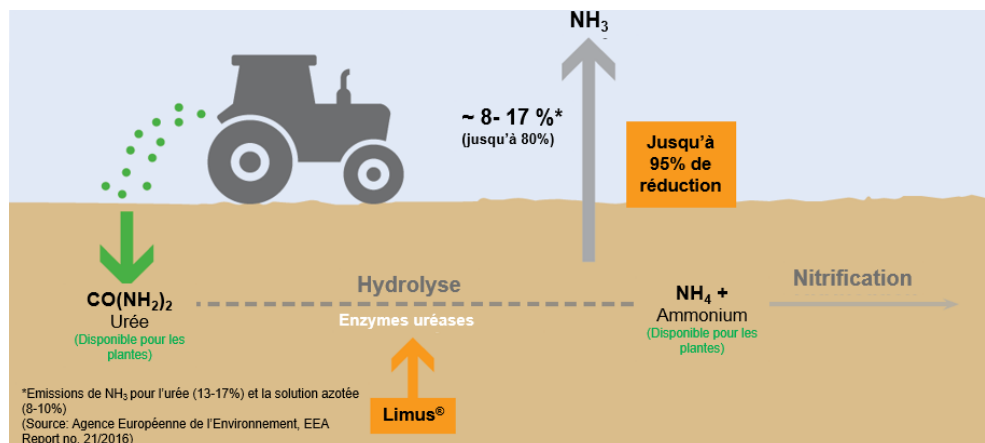 NH₃
~ 8- 17 %*
(jusqu'à 80%)
Jusqu'à
95% de
réduction
Hydrolyse
Nitrification
CO(NH₂)₂
Urée
(Disponible pour les
plantes)
Enzymes uréases
NH₄ +
Ammonium
(Disponible pour les
plantes)
*Emissions de NH₃ pour l'urée (13-17%) et la solution azotée
(8-10%)
(Source: Agence Européenne de l'Environnement, EEA
Report no. 21/2016)
Limus®